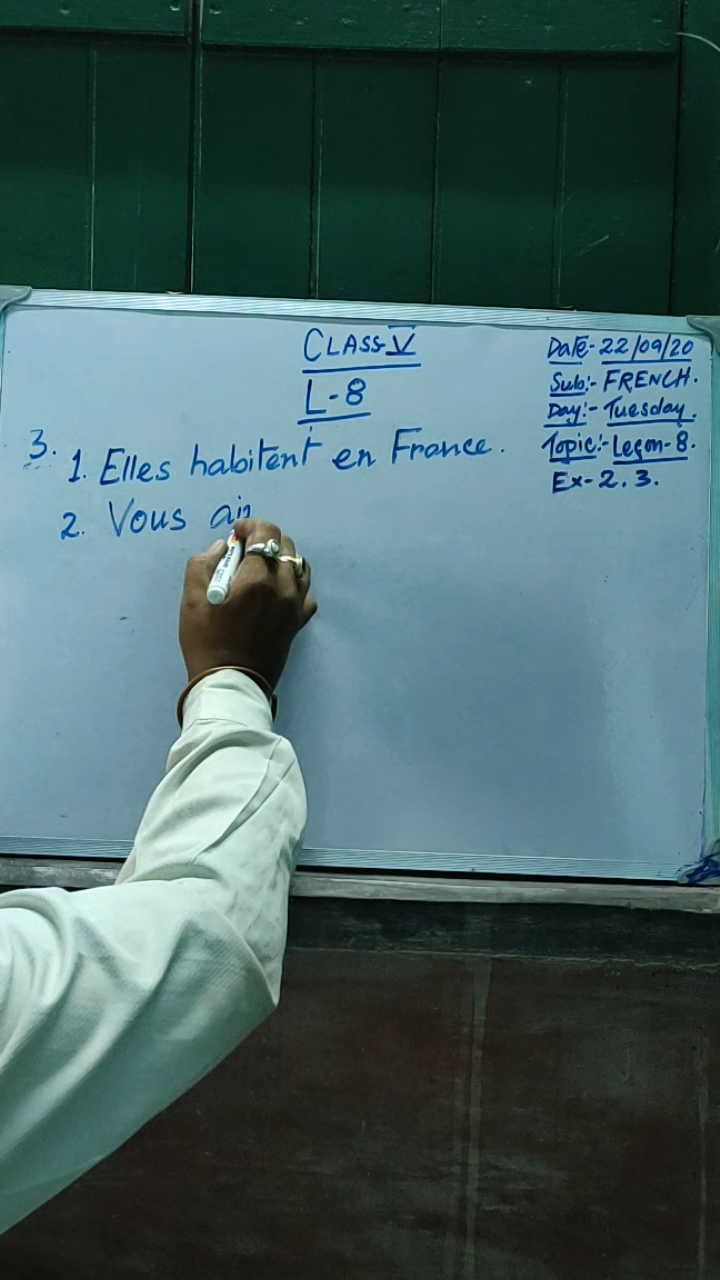 CLASS-V
L-8
Date- 22/09/20
Sub:- FRENCH.
Day:- Tuesday.
Topic:- Leçon-8.
Ex- 2. 3.
3. 1. Elles habitent en France.
2. Vous